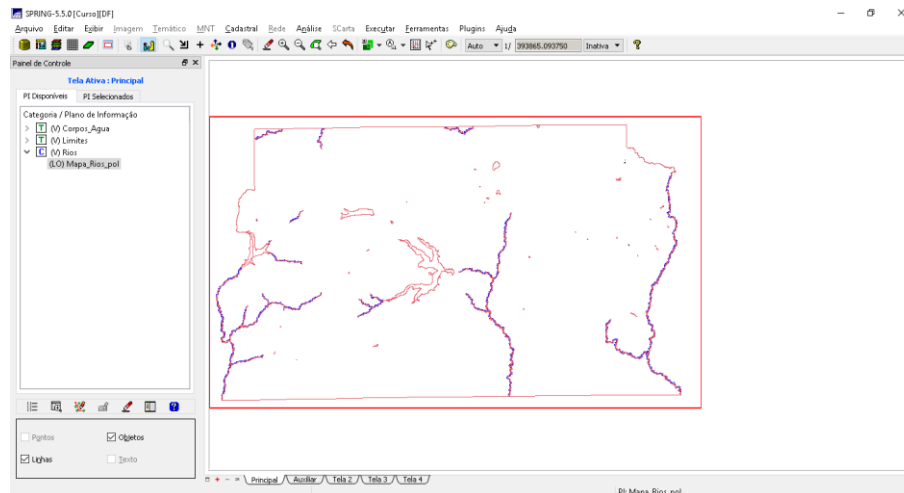 SPRING-5.5.0 [Curso][DF]
Arquivo Editar Exibir Imagem Temático MNT Cadastral Rede Análise SCarta Executar Ferramentas Plugins Ajuda
Auto 1/ 393865.093750 Inativa
Painel de Controle
Tela Ativa : Principal
PI Disponíveis PI Selecionados
Categoria / Plano de Informação
T (V) Corpos_Agua
T (V) Limites
C (V) Rios
(LO) Mapa_Rios_pol
Pontos Objetos
Linhas Texto
Principal Auxiliar Tela 2 Tela 3 Tela 4
PI: Mapa_Rios_pol